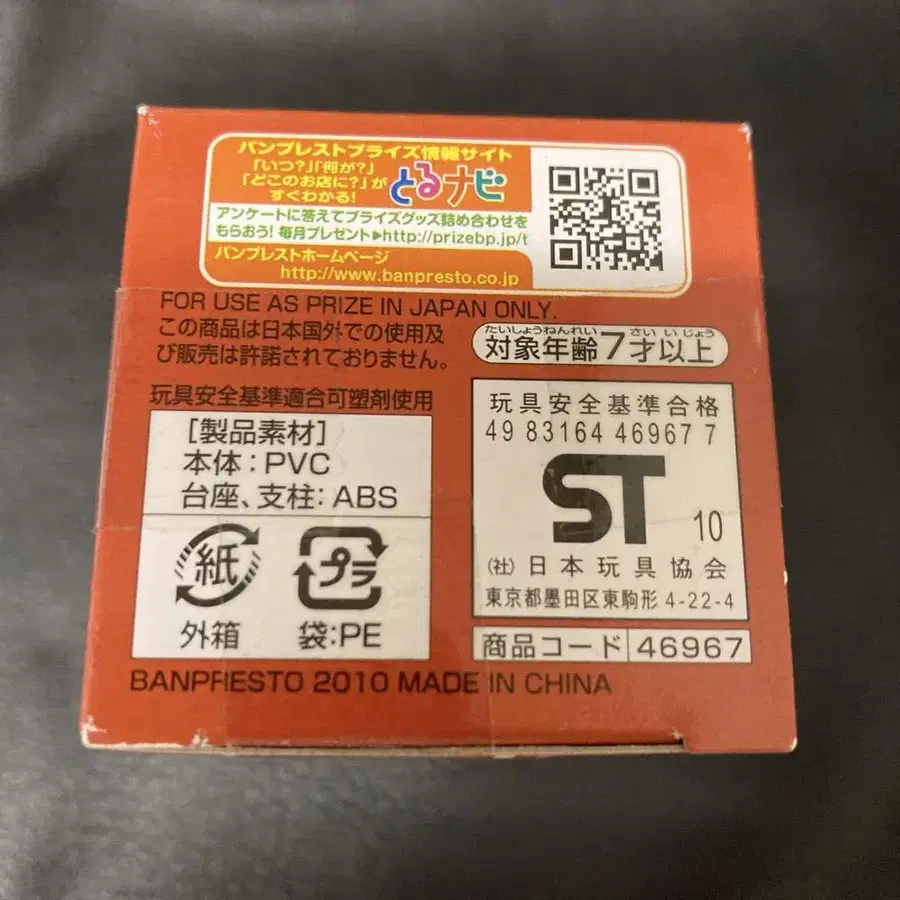 バンプレストプライズ情報サイト
「いつ?」「何が?」
「どこのお店に?」が
すぐわかる!
とるナビ
アンケートに答えてプライズグッズ詰め合わせを
もらおう! 毎月プレゼント▶http://prizebp.jp/t
バンプレストホームページ
http://www.banpresto.co.jp
FOR USE AS PRIZE IN JAPAN ONLY.
この商品は日本国外での使用及
び販売は許諾されておりません。
たいしょうねんれい さい いじょう
対象年齢7才以上
玩具安全基準適合可塑剤使用
[製品素材]
本体:PVC
台座、支柱:ABS
紙
外箱
プラ
袋:PE
玩具安全基準合格
49 83164 46967 7
ST
10
(社)日本玩具協会
東京都墨田区東駒形 4-22-4
商品コード 46967
BANPRESTO 2010 MADE IN CHINA